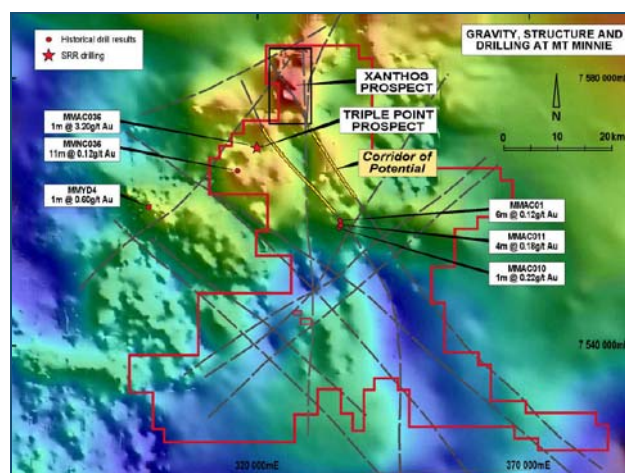 GRAVITY, STRUCTURE AND
DRILLING AT MT MINNIE
Historical drill results
SRR drilling
7 580 000mN
XANTHOS
PROSPECT
N
MMAC036
1m @ 3.20g/t Au
TRIPLE POINT
PROSPECT
0 10 20km
MMNC036
11m @ 0.12g/t Au
Corridor of
Potential
MMYD4
1m @ 0.60g/t Au
MMAC01
6m @ 0.12g/t Au
MMAC011
4m @ 0.18g/t Au
MMAC010
1m @ 0.22g/t Au
7 540 000mN
320 000mE
370 000mE